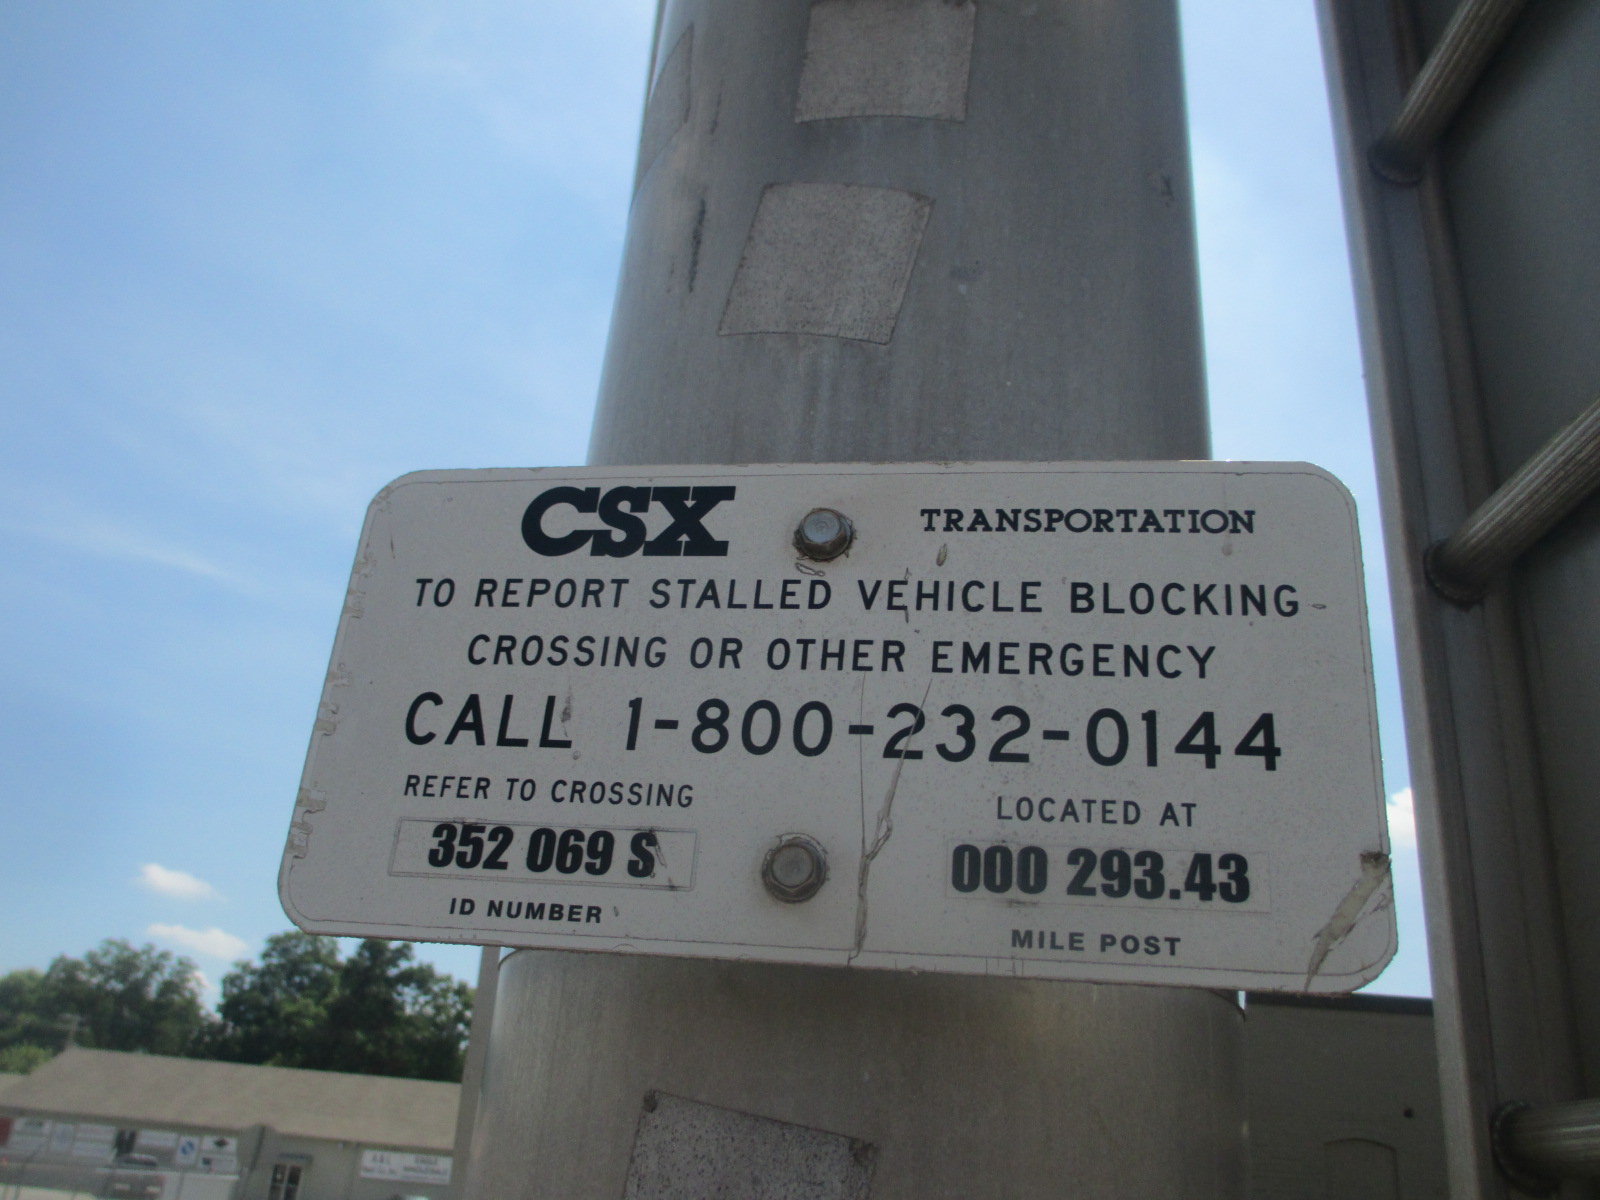 CSX TRANSPORTATION
TO REPORT STALLED VEHICLE BLOCKING
CROSSING OR OTHER EMERGENCY
CALL 1-800-232-0144
REFER TO CROSSING
352 069 S
ID NUMBER
LOCATED AT
000 293.43
MILE POST